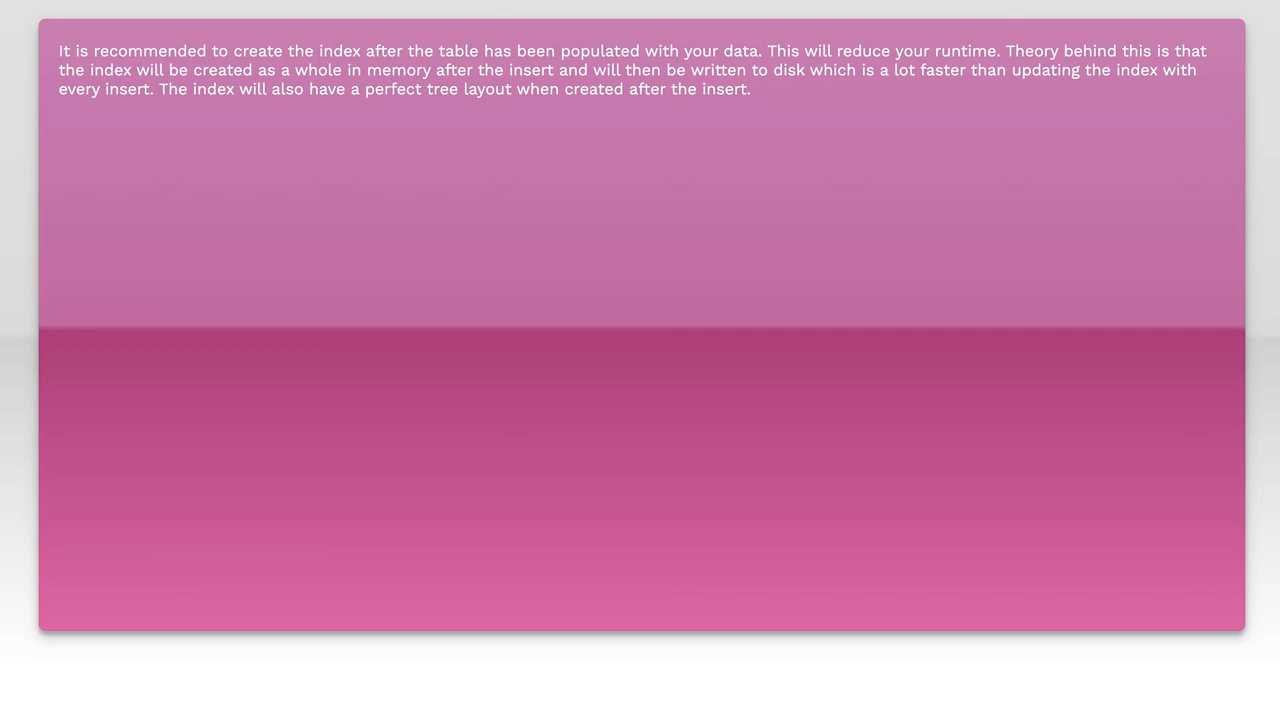 It is recommended to create the index after the table has been populated with your data. This will reduce your runtime. Theory behind this is that
the index will be created as a whole in memory after the insert and will then be written to disk which is a lot faster than updating the index with
every insert. The index will also have a perfect tree layout when created after the insert.